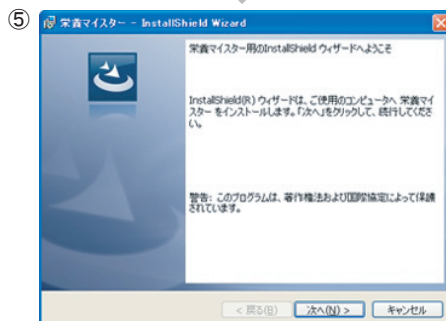 ⑤
栄養マイスター - InstallShield Wizard
栄養マイスター用のInstallShield ウィザードへようこそ
InstallShield(R) ウィザードは、ご使用のコンピュータへ 栄養マイ
スター をインストールします。「次へ」をクリックして、続行してくださ
い。
警告: このプログラムは、著作権法および国際協定によって保護
されています。
< 戻る(B)
次へ(N) >
キャンセル